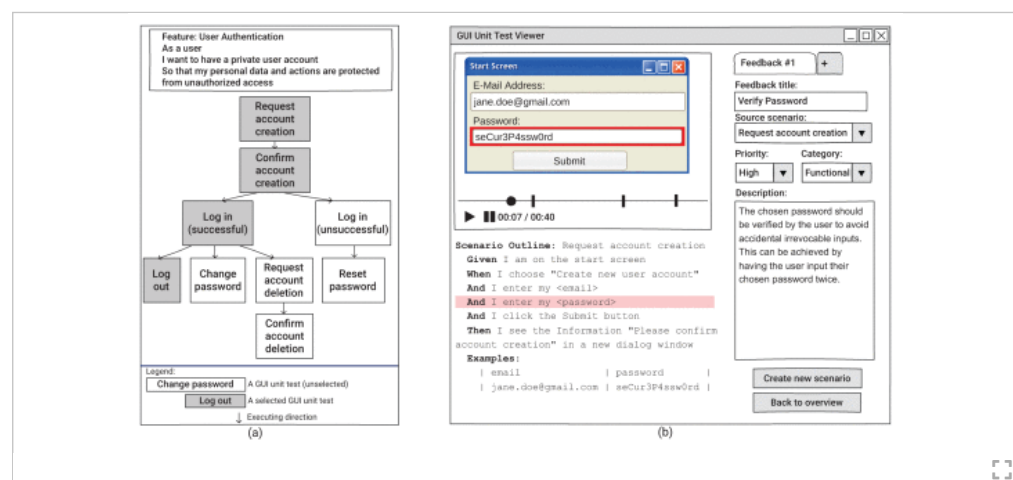 Feature: User Authentication
As a user
I want to have a private user account
So that my personal data and actions are protected
from unauthorized access
Request
account
creation
Confirm
account
creation
Log in
(successful)
Log in
(unsuccessful)
Log
out
Change
password
Request
account
deletion
Reset
password
Confirm
account
deletion
Legend:
Change password A GUI unit test (unselected)
Log out A selected GUI unit test
Executing direction
(a)
GUI Unit Test Viewer
Start Screen
E-Mail Address:
jane.doe@gmail.com
Password:
seCur3P4ssw0rd
Submit
00:07 / 00:40
Scenario Outline: Request account creation
Given I am on the start screen
When I choose "Create new user account"
And I enter my <email>
And I enter my <password>
And I click the Submit button
Then I see the Information "Please confirm
account creation" in a new dialog window
Examples:
| email | password |
| jane.doe@gmail.com | seCur3P4ssw0rd |
Feedback #1 +
Feedback title:
Verify Password
Source scenario:
Request account creation
Priority: Category:
High Functional
Description:
The chosen password should
be verified by the user to avoid
accidental irrevocable inputs.
This can be achieved by
having the user input their
chosen password twice.
Create new scenario
Back to overview
(b)